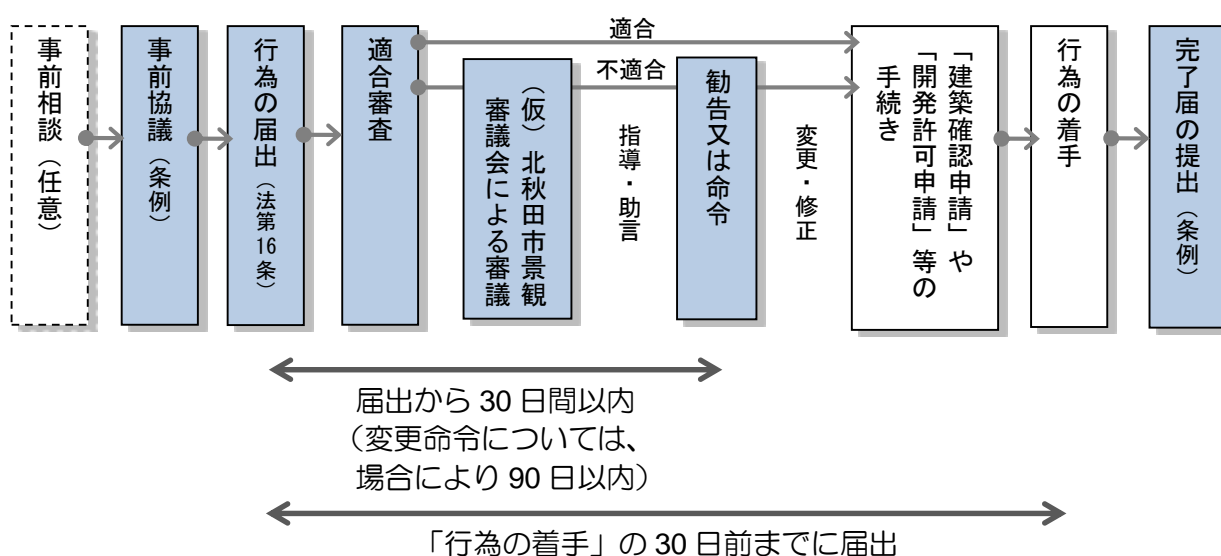 事前相談（任意）
事前協議（条例）
行為の届出（法第16条）
適合審査
適合
不適合
（仮）北秋田市景観
審議会による審議
指導・助言
勧告又は命令
変更・修正
「建築確認申請」や
「開発許可申請」等の
手続き
行為の着手
完了届の提出（条例）
届出から 30 日間以内
（変更命令については、
場合により 90 日以内）
「行為の着手」の 30 日前までに届出